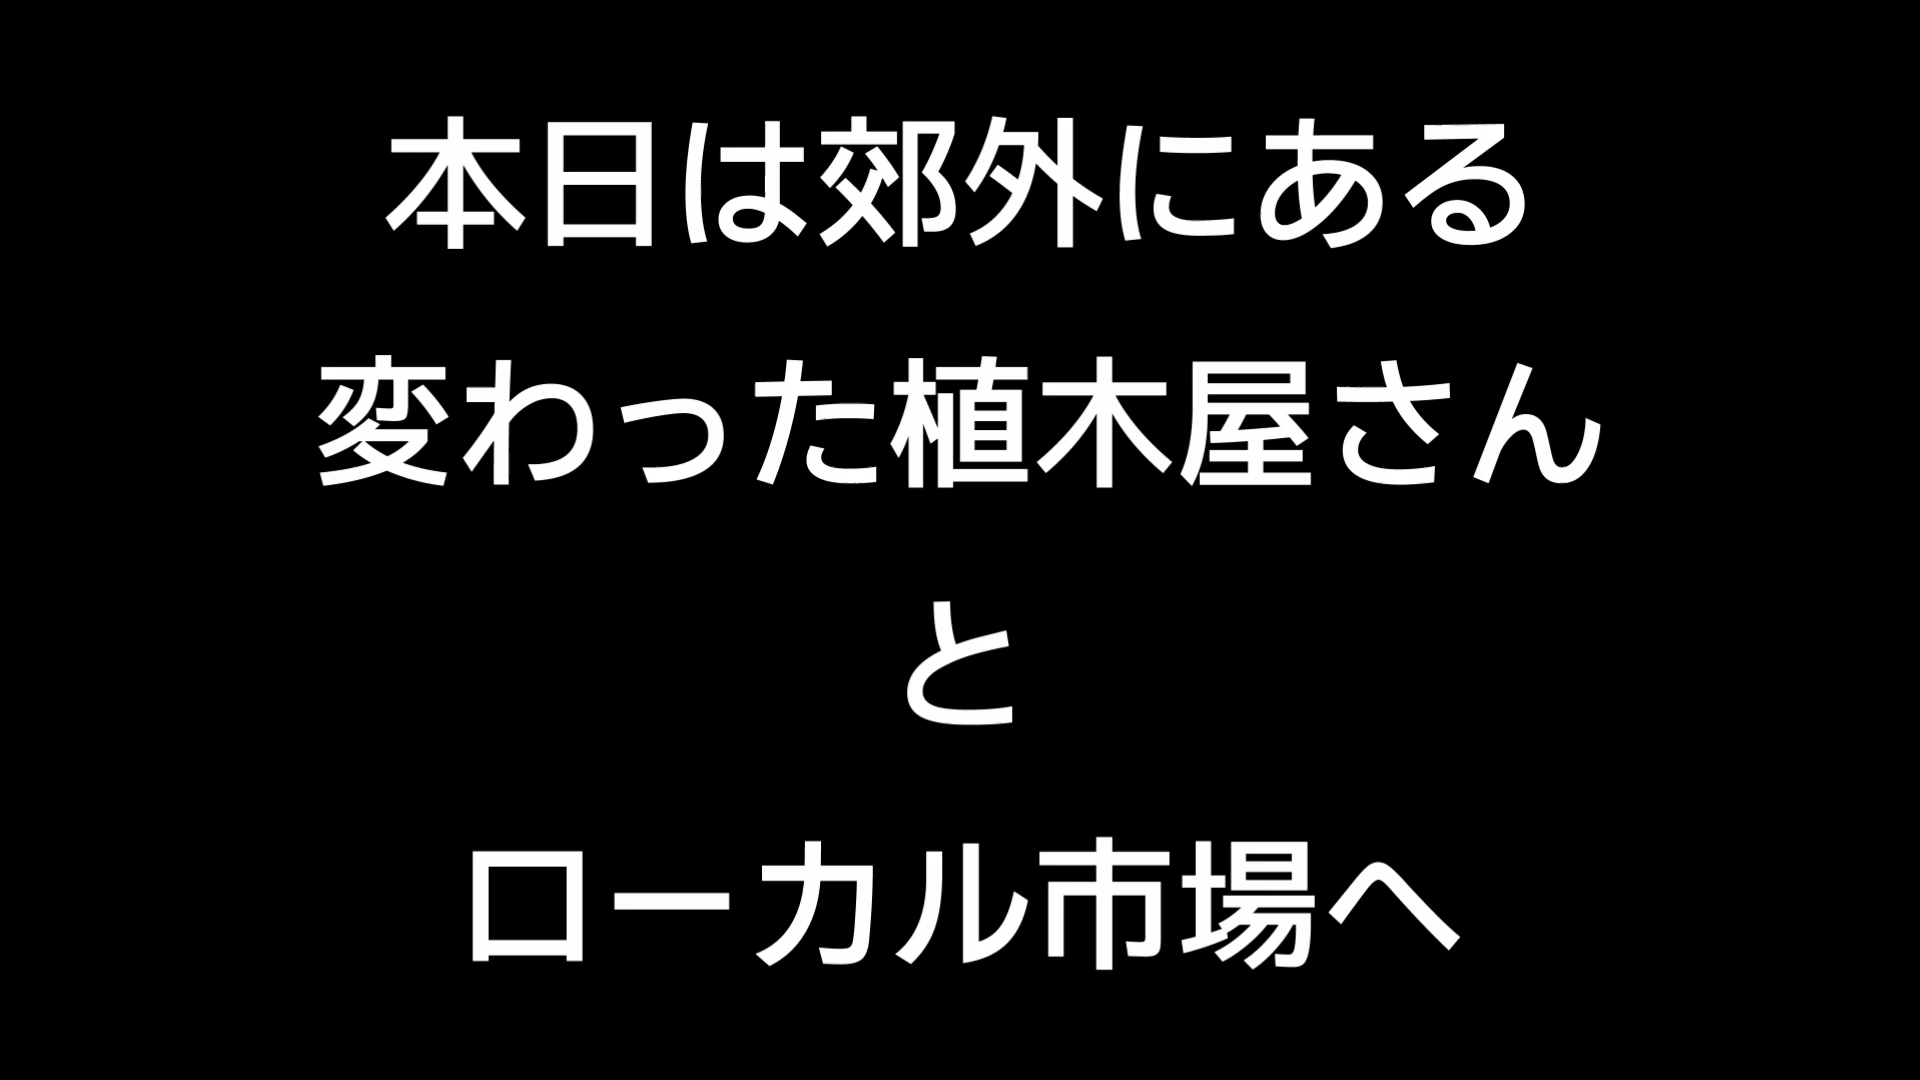 本日は郊外にある
変わった植木屋さん
と
ローカル市場へ